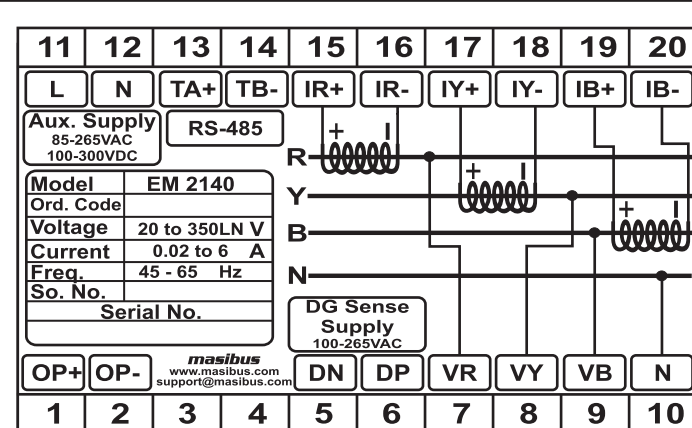 11 12 13 14 15 16 17 18 19 20
L N TA+ TB- IR+ IR- IY+ IY- IB+ IB-
Aux. Supply
85-265VAC
100-300VDC
RS-485
+ -
R
Model EM 2140
+ -
Ord. Code
Y
+ -
Voltage 20 to 350LN V
B
Current 0.02 to 6 A
Freq. 45 - 65 Hz
N
So. No.
Serial No.
DG Sense
Supply
100-265VAC
masibus
www.masibus.com
support@masibus.com
OP+ OP- DN DP VR VY VB N
1 2 3 4 5 6 7 8 9 10